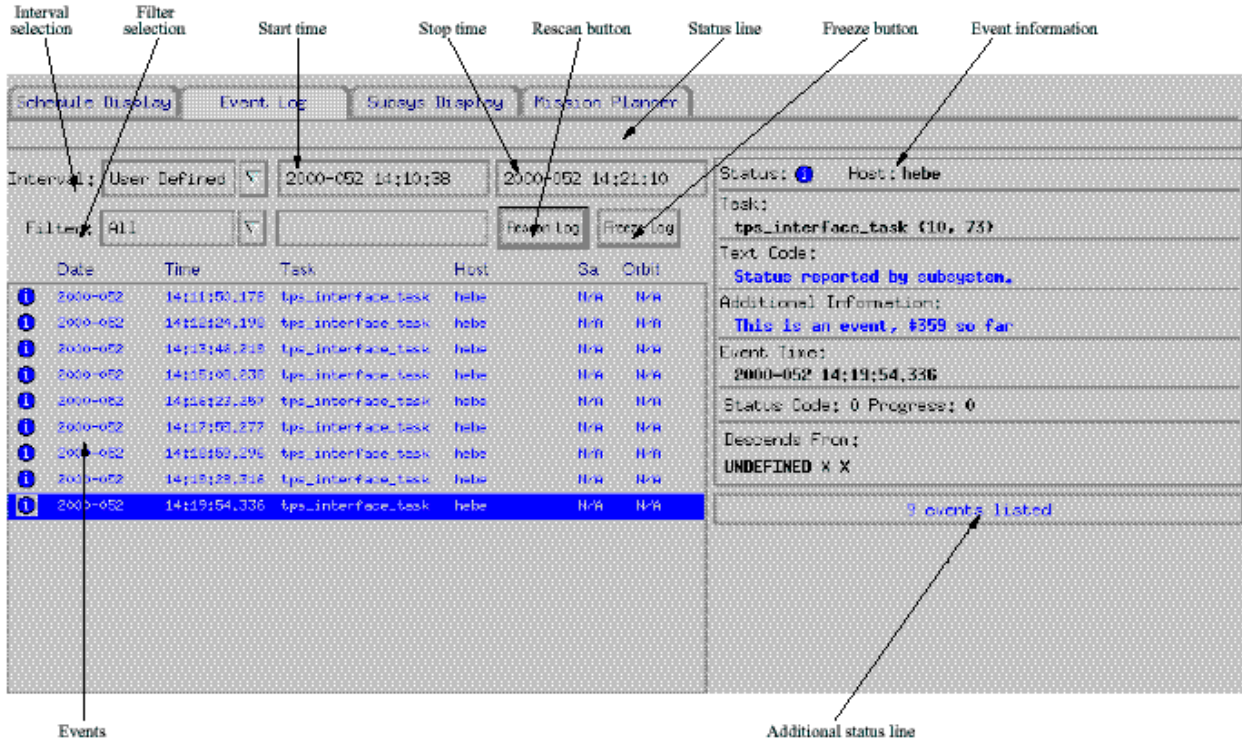 Interval selection
Filter selection
Start time
Stop time
Rescan button
Status line
Freeze button
Event information
Schedule Display
Event Log
Subsys Display
Mission Planner
Interval: User Defined 2000-052 14:10:38 2000-052 14:21:10
Filter: All Rescan Log Freeze Log
Date Time Task Host Sa Orbit
2000-052 14:11:50.178 tps_interface_task hebe N/A N/A
2000-052 14:12:24.198 tps_interface_task hebe N/A N/A
2000-052 14:13:46.218 tps_interface_task hebe N/A N/A
2000-052 tps_interface_task hebe N/A N/A
2000-052 tps_interface_task hebe N/A N/A
2000-052 tps_interface_task hebe N/A N/A
2000-052 tps_interface_task hebe N/A N/A
2000-052 tps_interface_task hebe N/A N/A
2000-052 14:19:54.336 tps_interface_task hebe N/A N/A
Status: Host: hebe
Task:
tps_interface_task (10, 73)
Text Code:
Status reported by subsystem.
Additional Information:
This is an event, #359 so far
Event Time:
2000-052 14:19:54.336
Status Code: 0 Progress: 0
Descends From:
UNDEFINED X X
9 events listed
Events
Additional status line